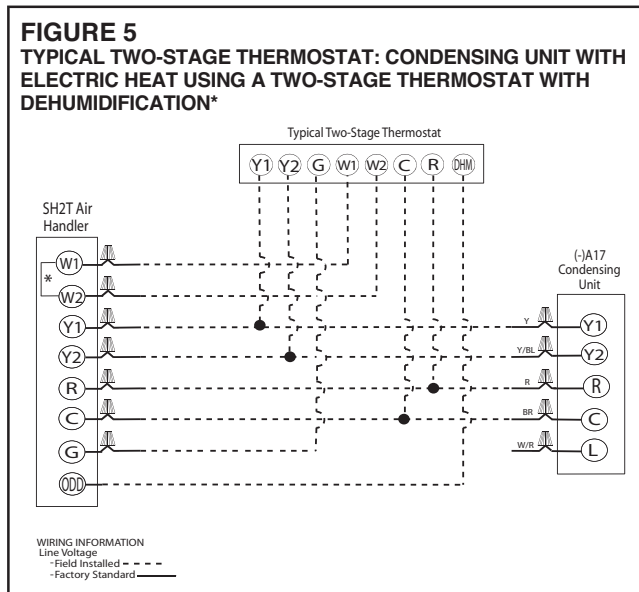 FIGURE 5
TYPICAL TWO-STAGE THERMOSTAT: CONDENSING UNIT WITH
ELECTRIC HEAT USING A TWO-STAGE THERMOSTAT WITH
DEHUMIDIFICATION*
Typical Two-Stage Thermostat
Y1 Y2 G W1 W2 C R DHM
SH2T Air
Handler
(-)A17
Condensing
Unit
W1
*
W2
Y1 Y Y1
Y2 Y/BL Y2
R R R
C BR C
G W/R L
ODD
WIRING INFORMATION
Line Voltage
-Field Installed
-Factory Standard